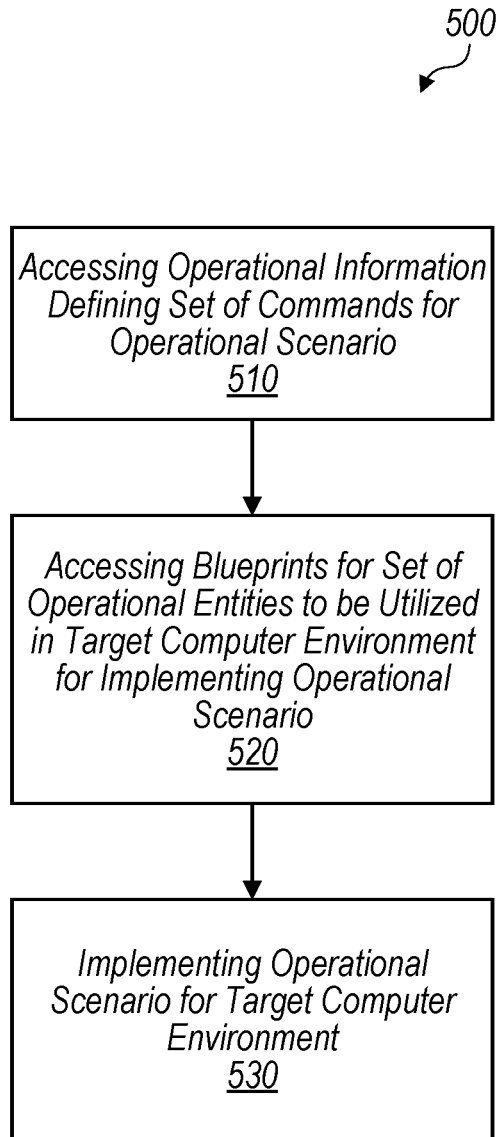 500
Accessing Operational Information
Defining Set of Commands for
Operational Scenario
510
Accessing Blueprints for Set of
Operational Entities to be Utilized
in Target Computer Environment
for Implementing Operational
Scenario
520
Implementing Operational
Scenario for Target Computer
Environment
530